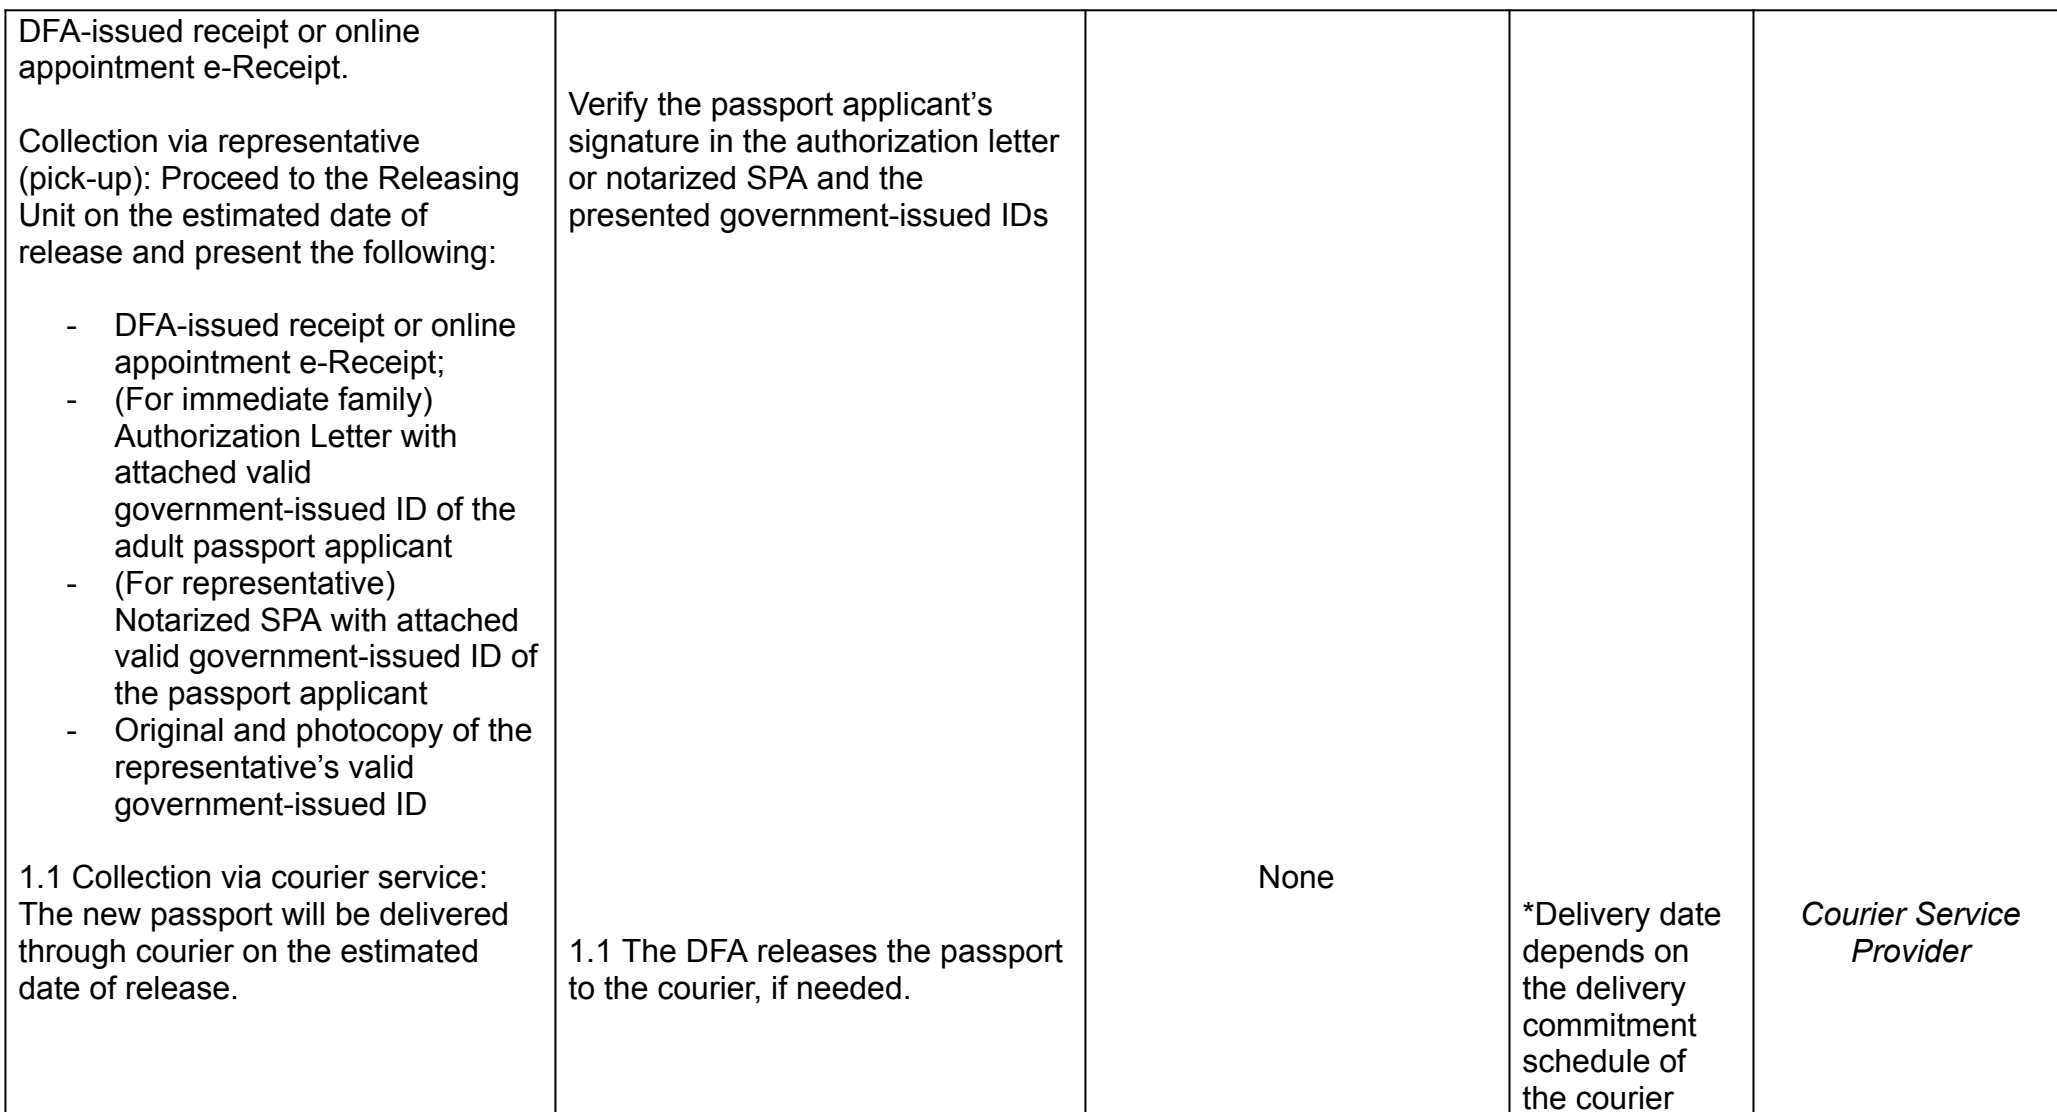 DFA-issued receipt or online
appointment e-Receipt.
Collection via representative
(pick-up): Proceed to the Releasing
Unit on the estimated date of
release and present the following:
- DFA-issued receipt or online
appointment e-Receipt;
- (For immediate family)
Authorization Letter with
attached valid
government-issued ID of the
adult passport applicant
- (For representative)
Notarized SPA with attached
valid government-issued ID of
the passport applicant
- Original and photocopy of the
representative’s valid
government-issued ID
1.1 Collection via courier service:
The new passport will be delivered
through courier on the estimated
date of release.
Verify the passport applicant’s
signature in the authorization letter
or notarized SPA and the
presented government-issued IDs
1.1 The DFA releases the passport
to the courier, if needed.
None
*Delivery date
depends on
the delivery
commitment
schedule of
the courier
Courier Service
Provider